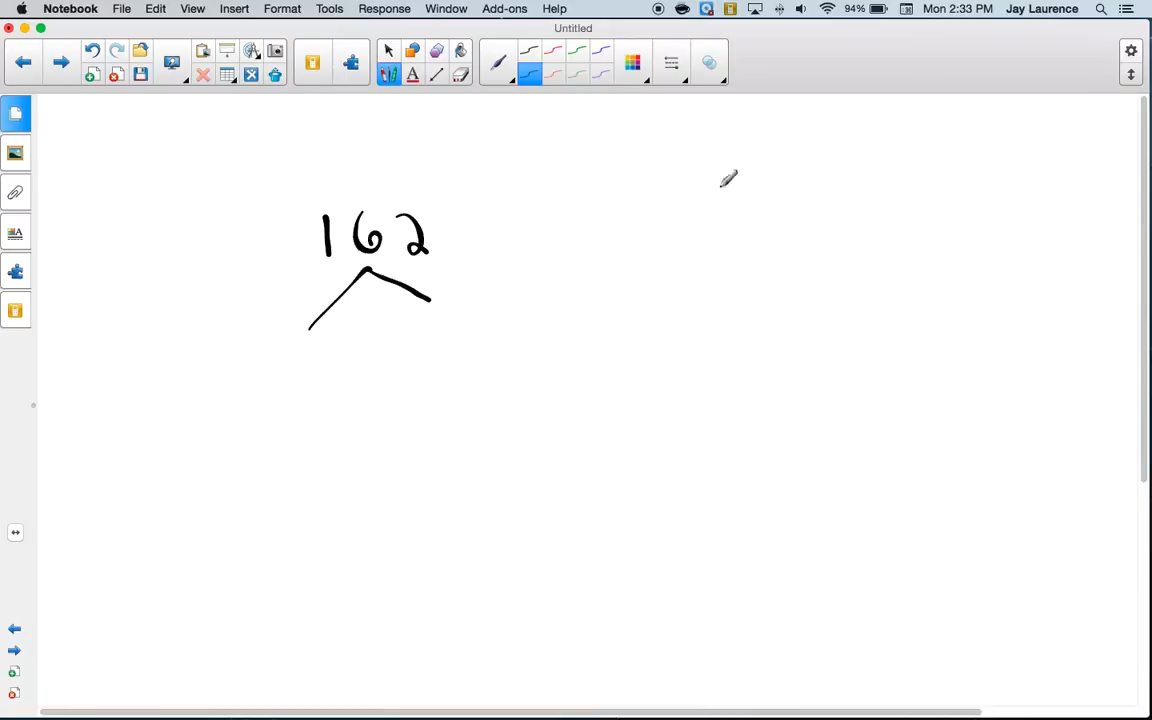 Notebook File Edit View Insert Format Tools Response Window Add-ons Help 94% Mon 2:33 PM Jay Laurence
Untitled
162